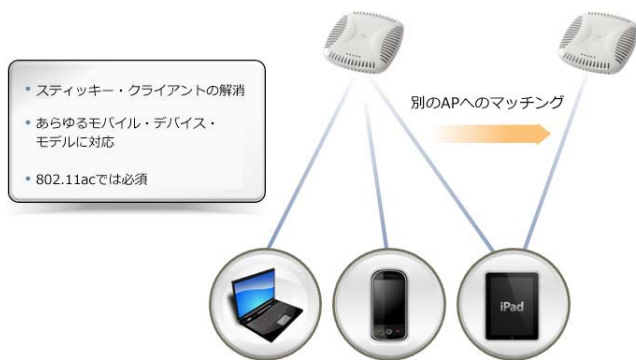 • スティッキー・クライアントの解消
• あらゆるモバイル・デバイス・
モデルに対応
• 802.11acでは必須
別のAPへのマッチング
iPad